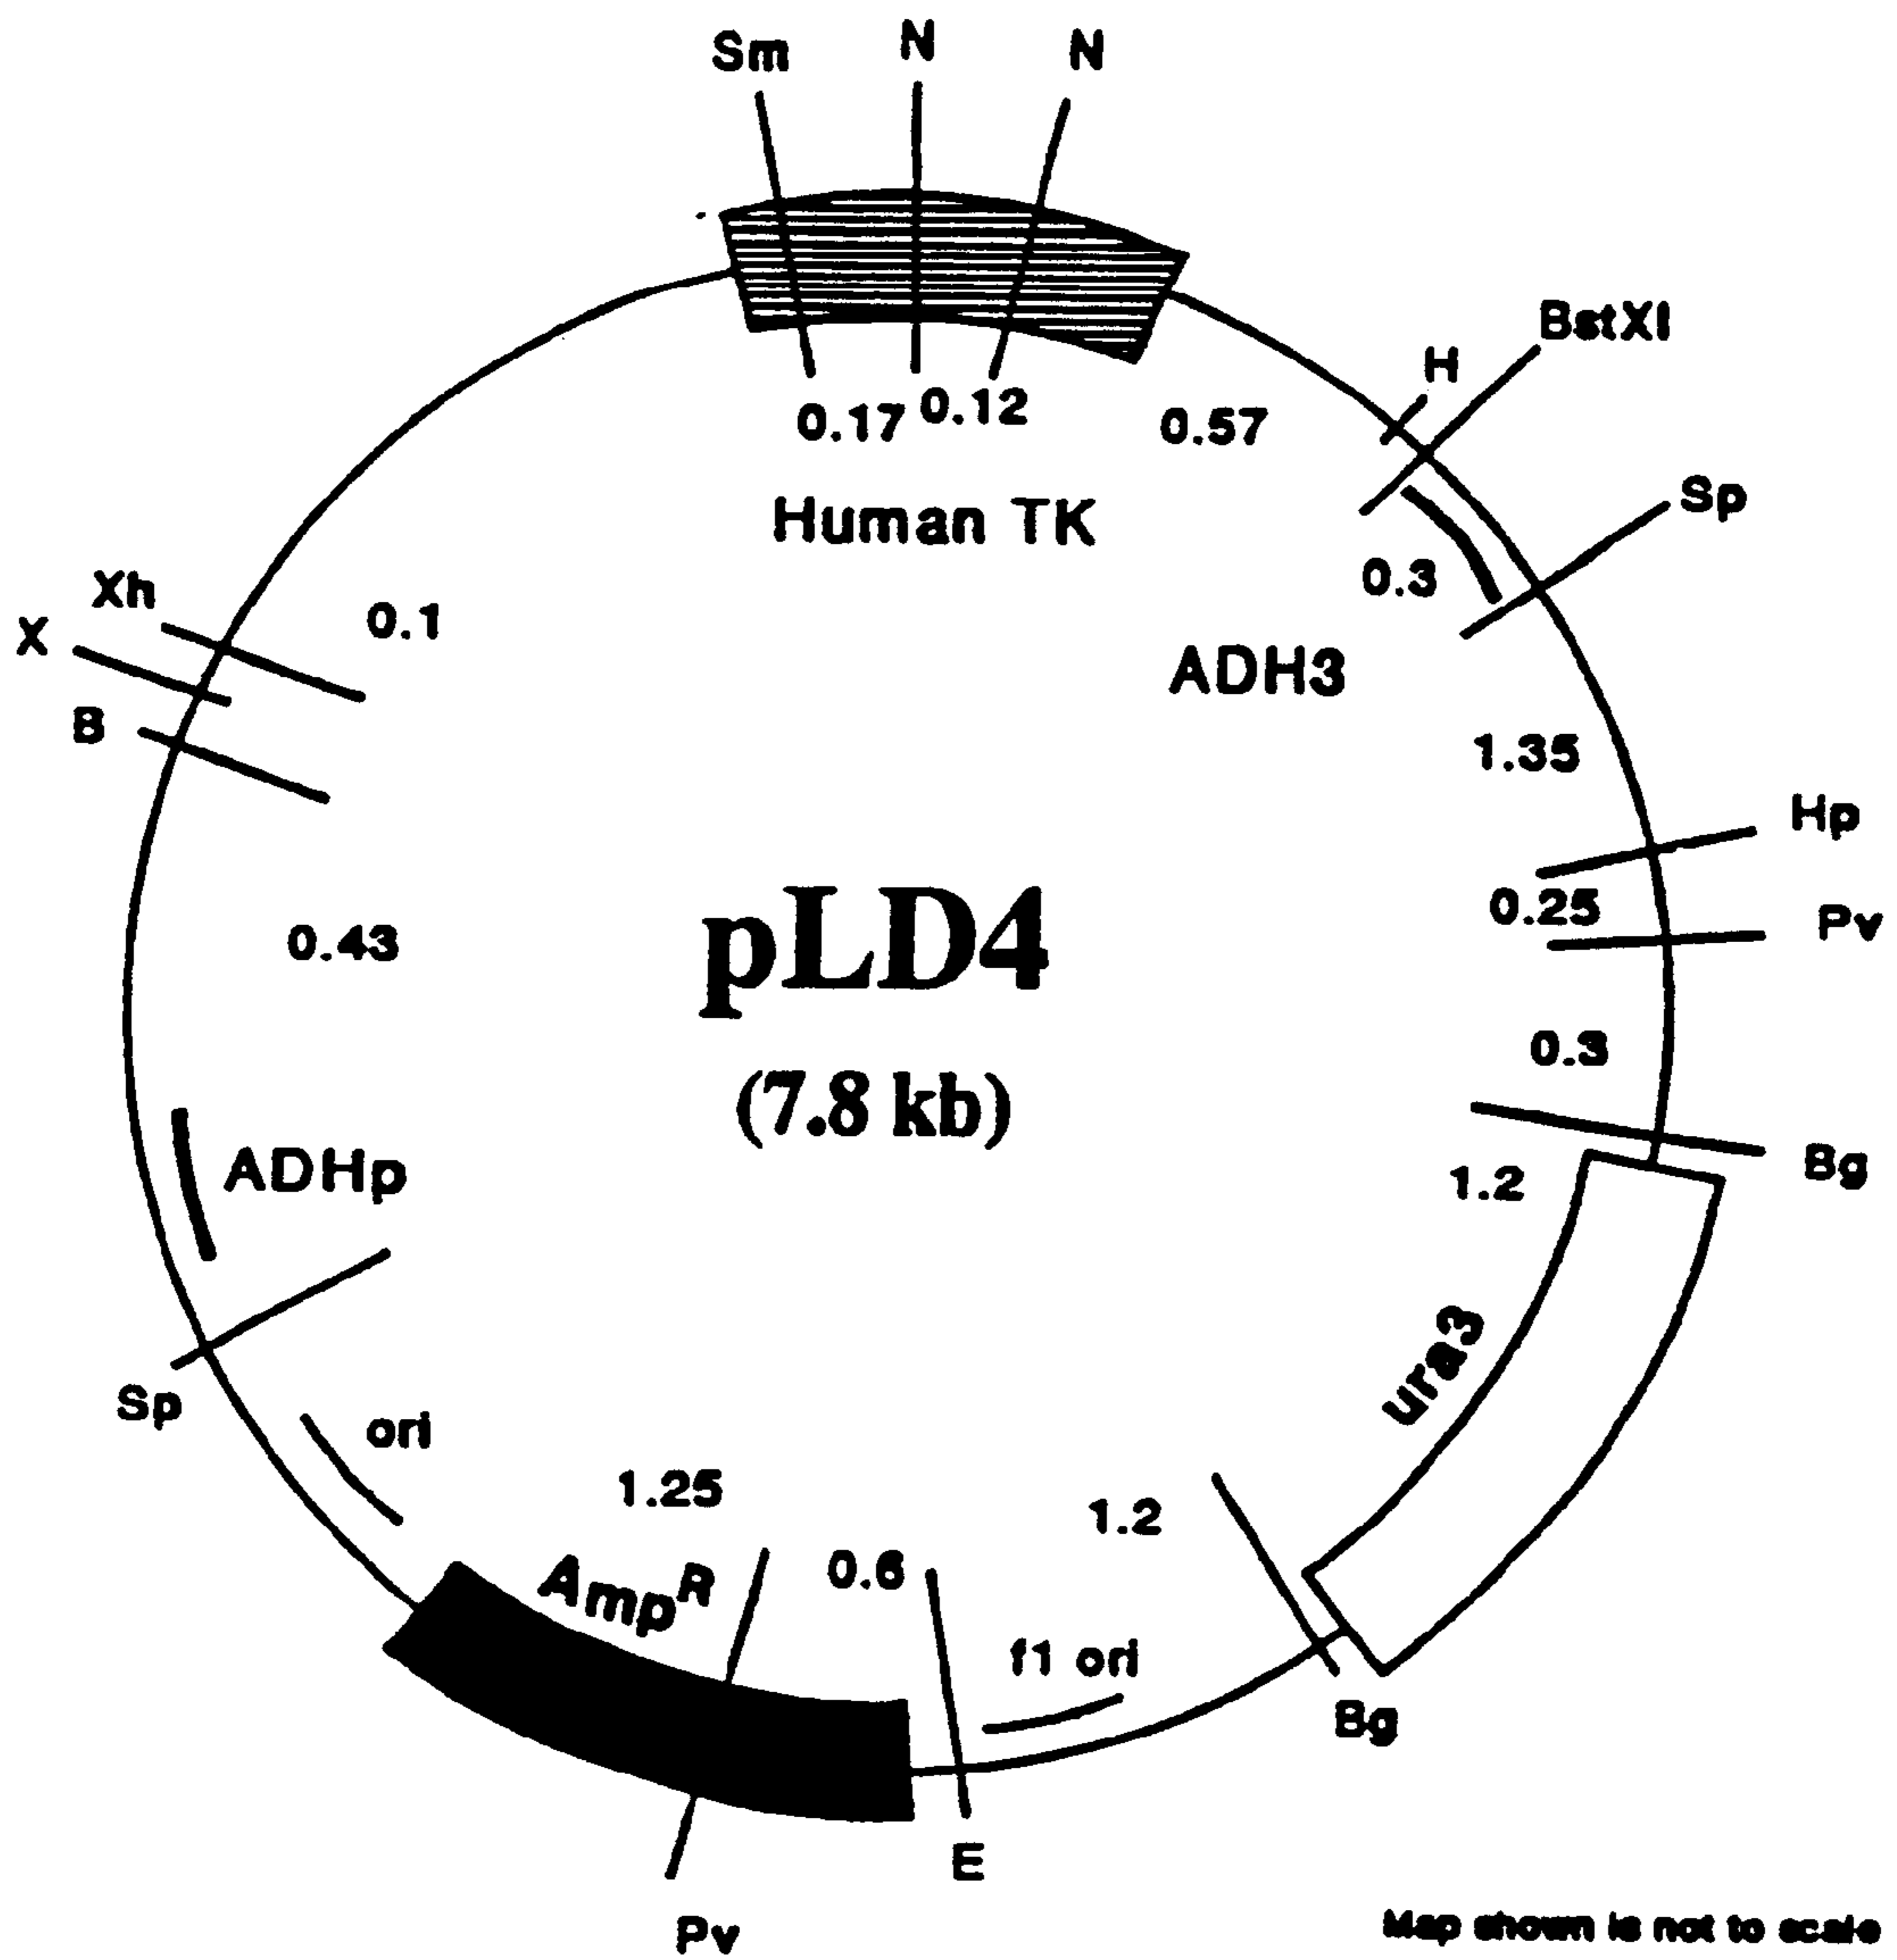 Sm
N
N
BstXI
H
Sp
0.17
0.12
0.57
Human TK
0.3
ADH3
Xh
X
B
0.1
1.35
Hp
0.25
Pv
0.43
pLD4
(7.8 kb)
0.3
Bg
1.2
ura3
ADHp
Sp
ori
1.25
AmpR
0.6
1.2
f1 ori
Bg
E
Pv
Map shown is not to scale